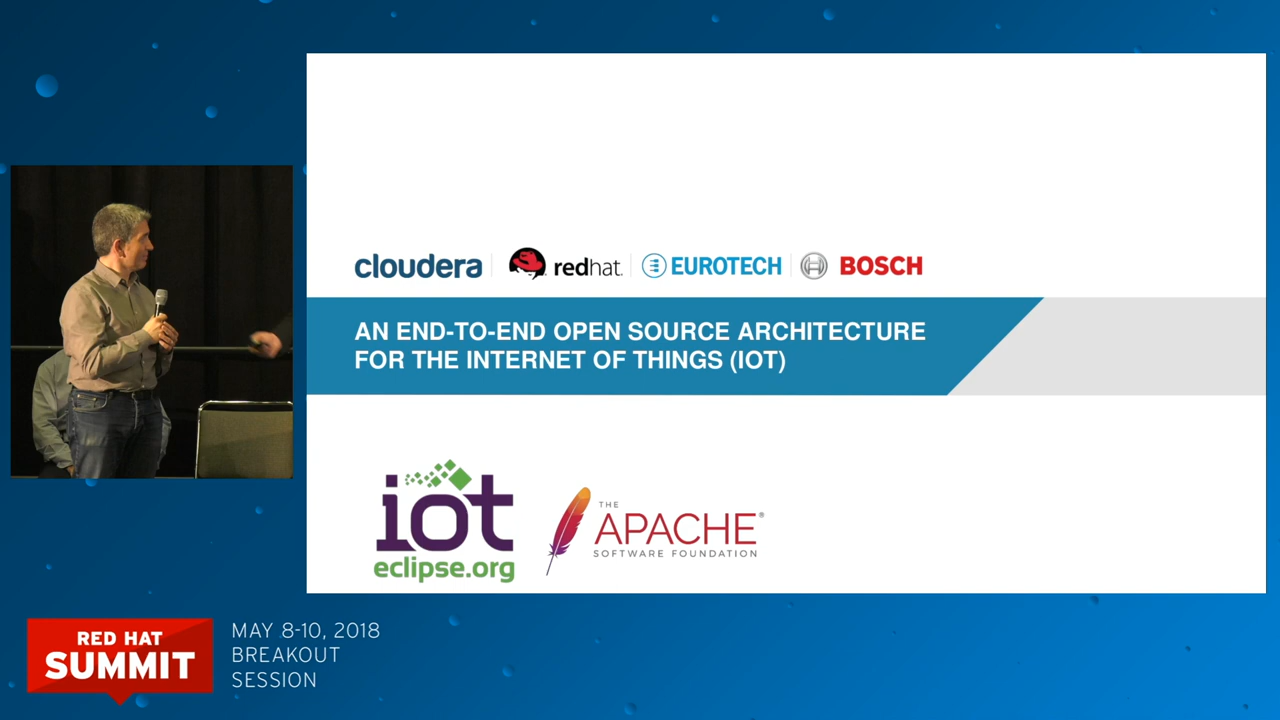 cloudera
redhat.
EUROTECH
BOSCH
AN END-TO-END OPEN SOURCE ARCHITECTURE
FOR THE INTERNET OF THINGS (IOT)
iot
eclipse.org
THE
APACHE®
SOFTWARE FOUNDATION
RED HAT
SUMMIT
MAY 8-10, 2018
BREAKOUT
SESSION